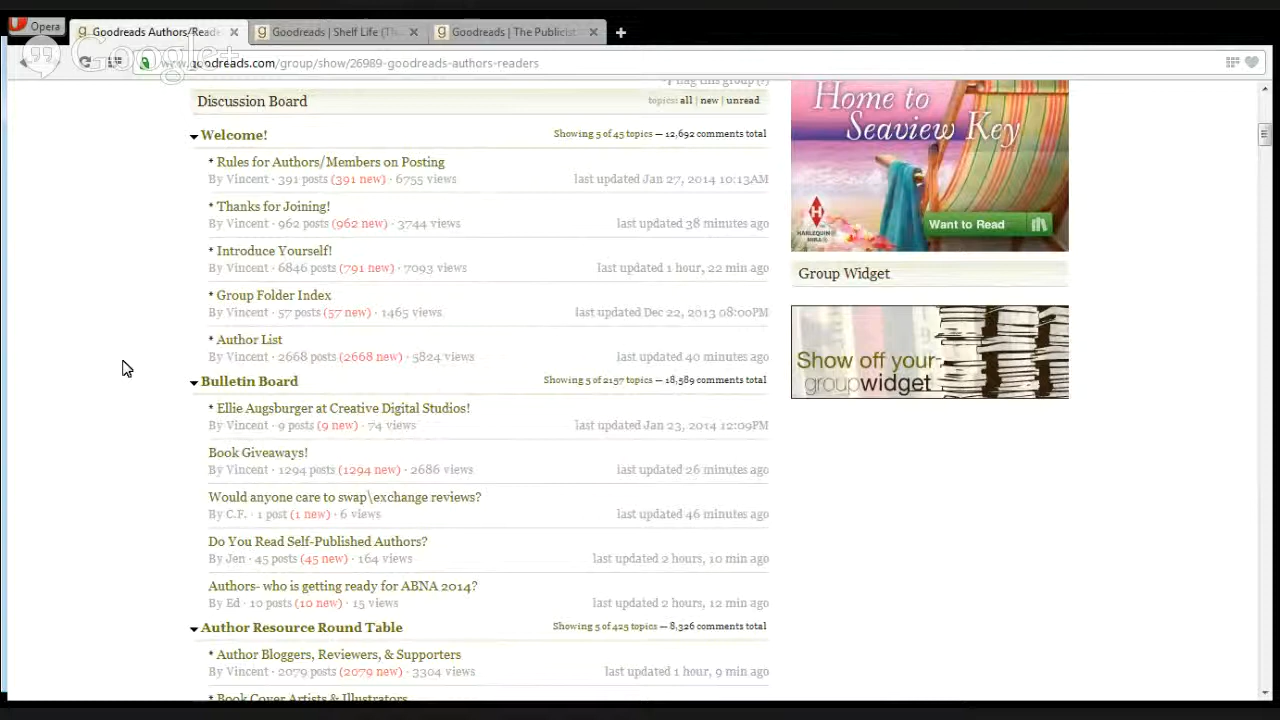 Opera
Goodreads Authors/Reade
Goodreads | Shelf Life (Th
Goodreads | The Publicist
Google+
www.goodreads.com/group/show/26989-goodreads-authors-readers
Flag this group (?)
Discussion Board
topics: all | new | unread
Welcome!
Showing 5 of 45 topics — 12,692 comments total
* Rules for Authors/Members on Posting
By Vincent · 391 posts (391 new) · 6755 views
last updated Jan 27, 2014 10:13AM
* Thanks for Joining!
By Vincent · 962 posts (962 new) · 3744 views
last updated 38 minutes ago
* Introduce Yourself!
By Vincent · 6846 posts (791 new) · 7093 views
last updated 1 hour, 22 min ago
* Group Folder Index
By Vincent · 57 posts (57 new) · 1465 views
last updated Dec 22, 2013 08:00PM
* Author List
By Vincent · 2668 posts (2668 new) · 5824 views
last updated 40 minutes ago
Bulletin Board
Showing 5 of 2157 topics — 18,589 comments total
* Ellie Augsburger at Creative Digital Studios!
By Vincent · 9 posts (9 new) · 74 views
last updated Jan 23, 2014 12:09PM
Book Giveaways!
By Vincent · 1294 posts (1294 new) · 2686 views
last updated 26 minutes ago
Would anyone care to swap\exchange reviews?
By C.F. · 1 post (1 new) · 6 views
last updated 46 minutes ago
Do You Read Self-Published Authors?
By Jen · 45 posts (45 new) · 164 views
last updated 2 hours, 10 min ago
Authors- who is getting ready for ABNA 2014?
By Ed · 10 posts (10 new) · 15 views
last updated 2 hours, 12 min ago
Author Resource Round Table
Showing 5 of 425 topics — 8,326 comments total
* Author Bloggers, Reviewers, & Supporters
By Vincent · 2079 posts (2079 new) · 3304 views
last updated 1 hour, 9 min ago
* Book Cover Artists & Illustrators
Home to
Seaview Key
HARLEQUIN
Want to Read
Group Widget
Show off your
groupwidget